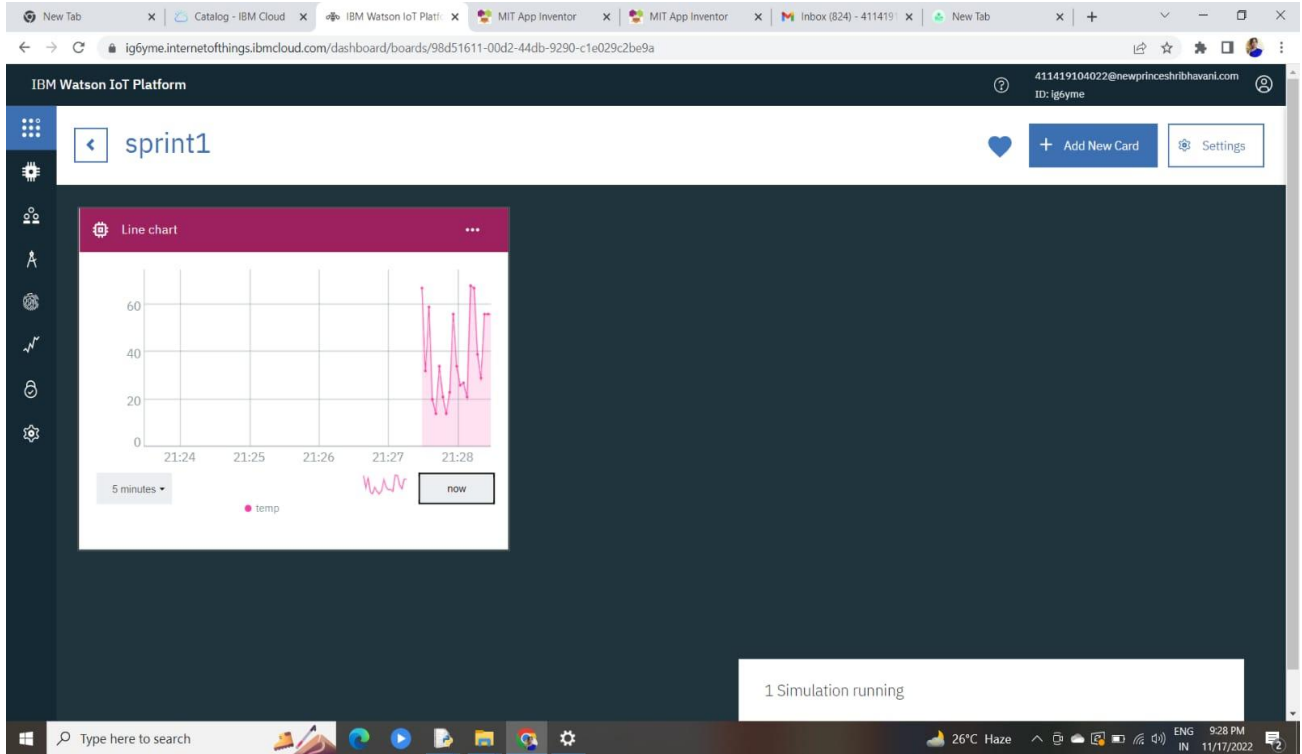 New Tab
Catalog - IBM Cloud
IBM Watson IoT Platfo
MIT App Inventor
MIT App Inventor
Inbox (824) - 411419
New Tab
ig6yme.internetofthings.ibmcloud.com/dashboard/boards/98d51611-00d2-44db-9290-c1e029c2be9a
IBM Watson IoT Platform
411419104022@newprinceshribhavani.com
ID: ig6yme
sprint1
Add New Card
Settings
Line chart
60
40
20
0
21:24 21:25 21:26 21:27 21:28
5 minutes
now
temp
1 Simulation running
Type here to search
26°C Haze
ENG
IN
9:28 PM
11/17/2022
2